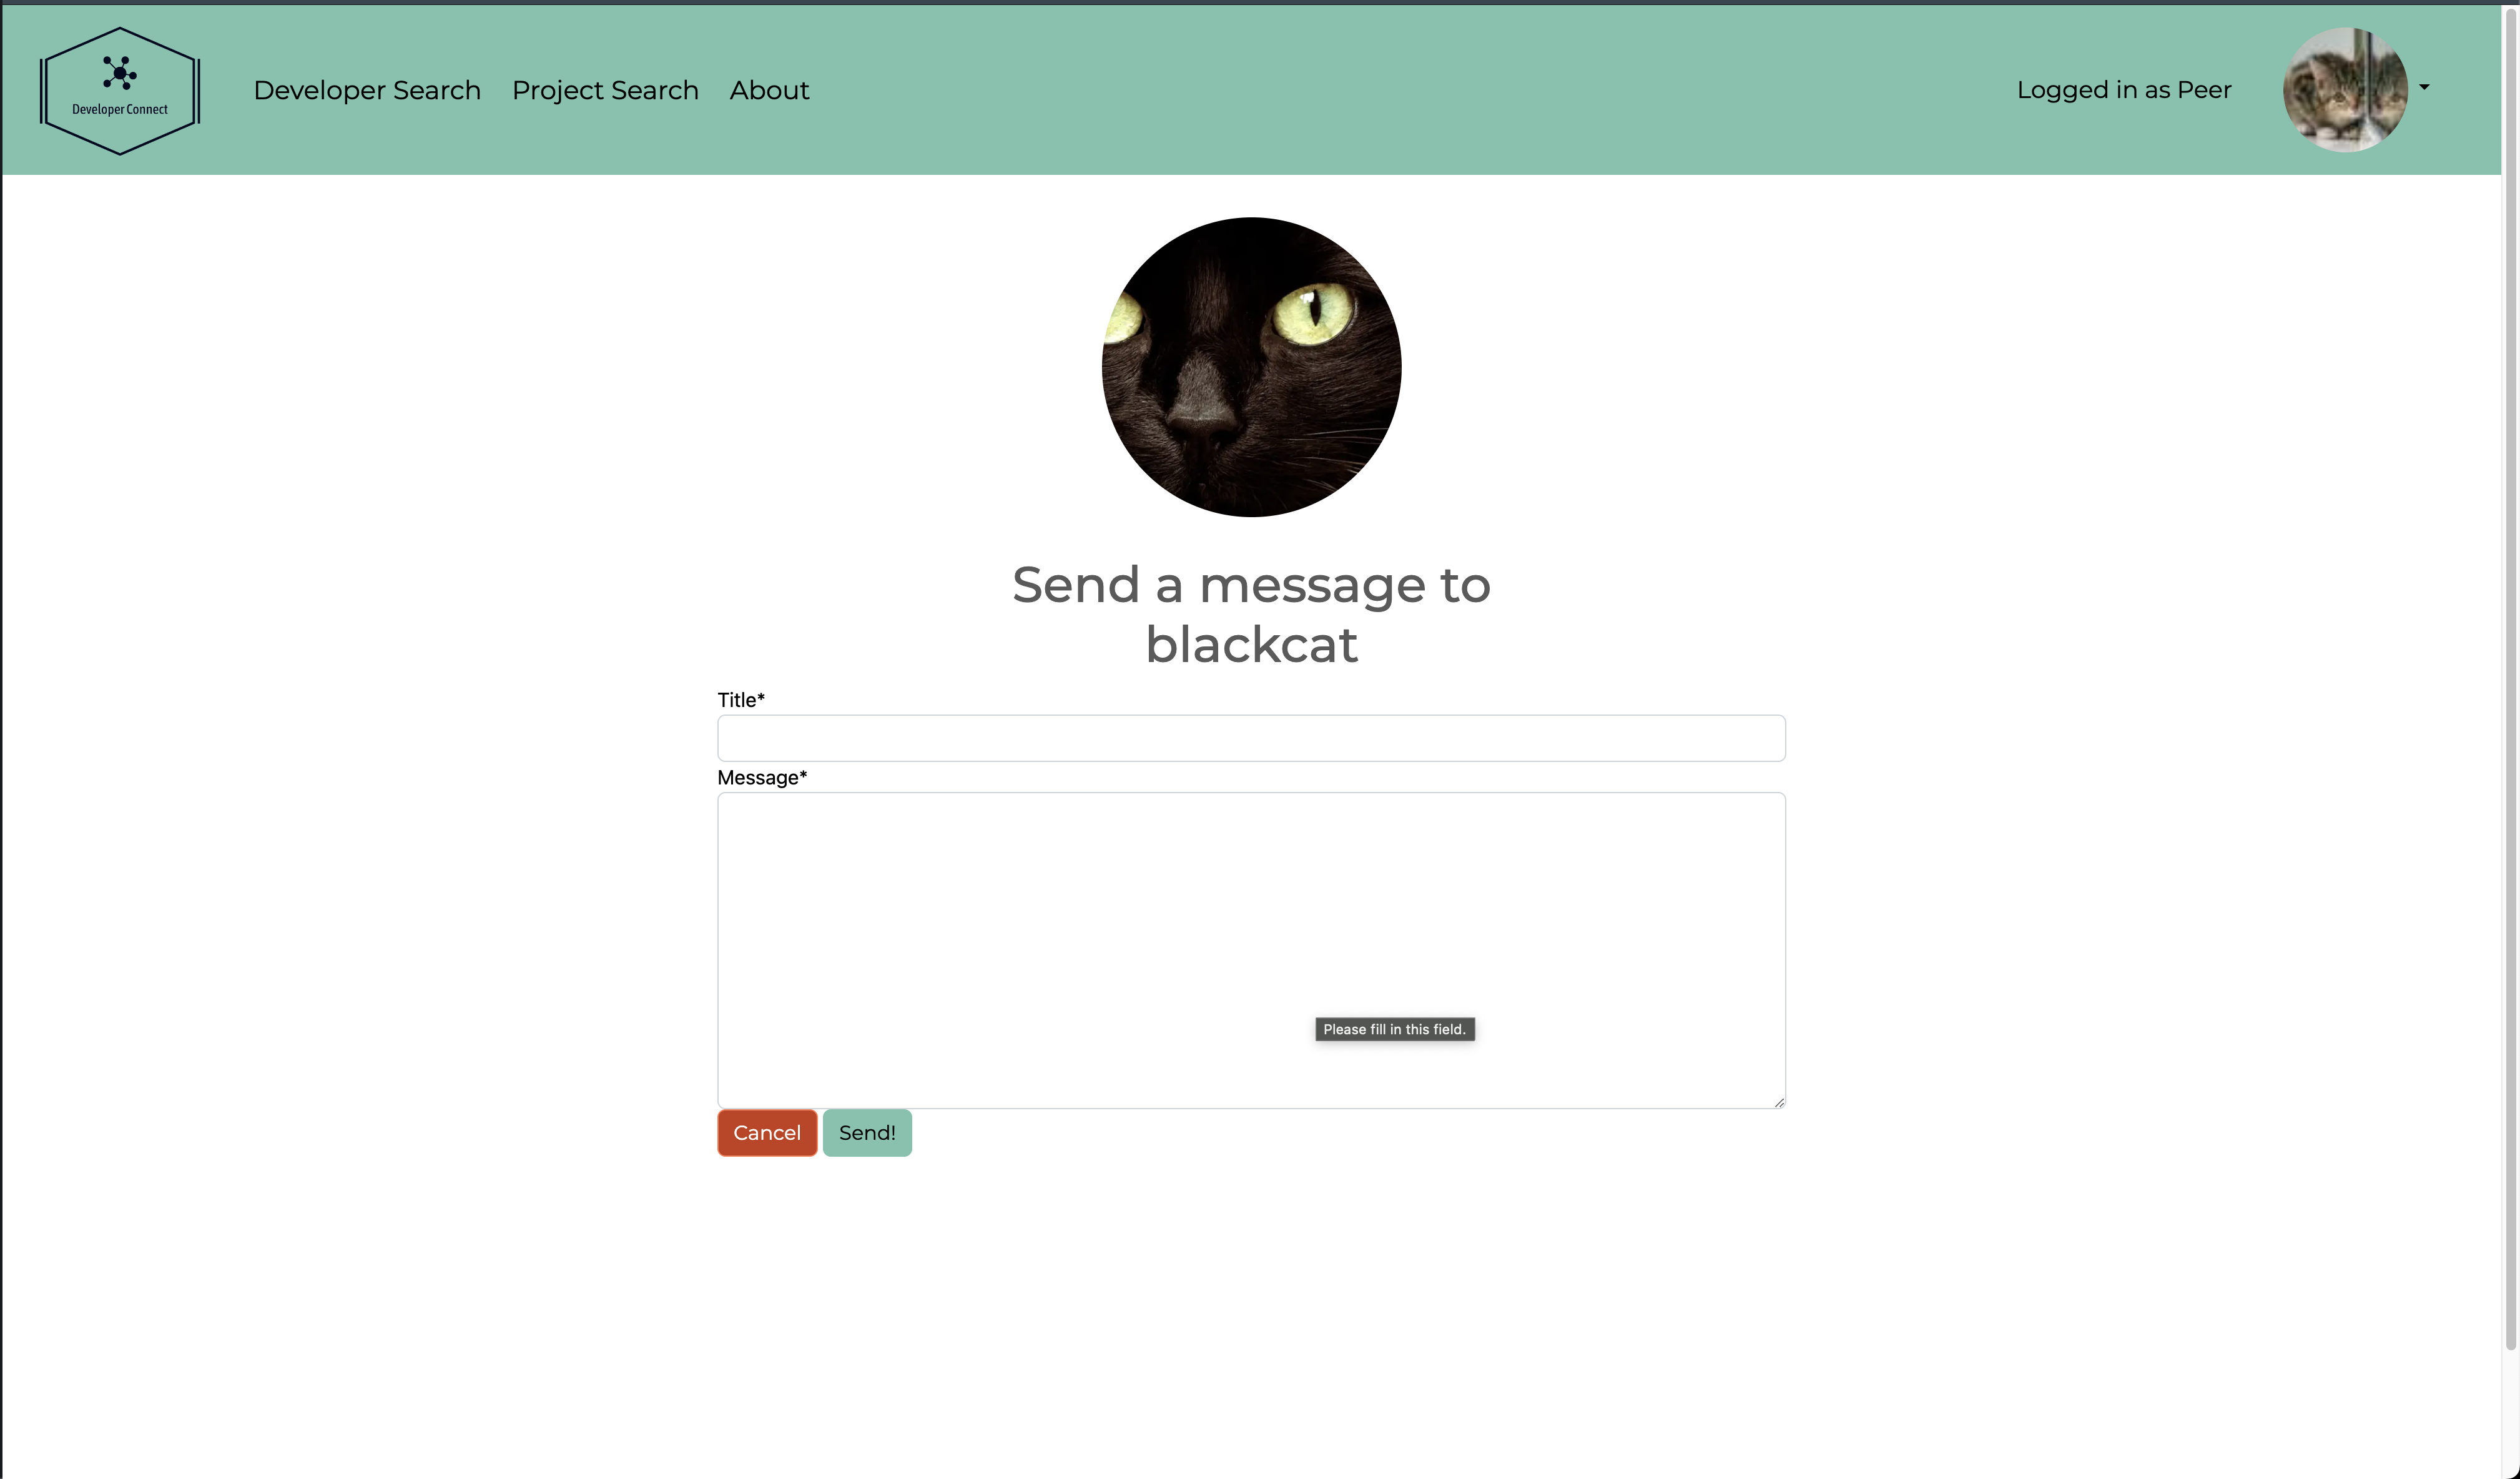 Developer Connect
Developer Search Project Search About
Logged in as Peer
Send a message to
blackcat
Title*
Message*
Please fill in this field.
Cancel Send!